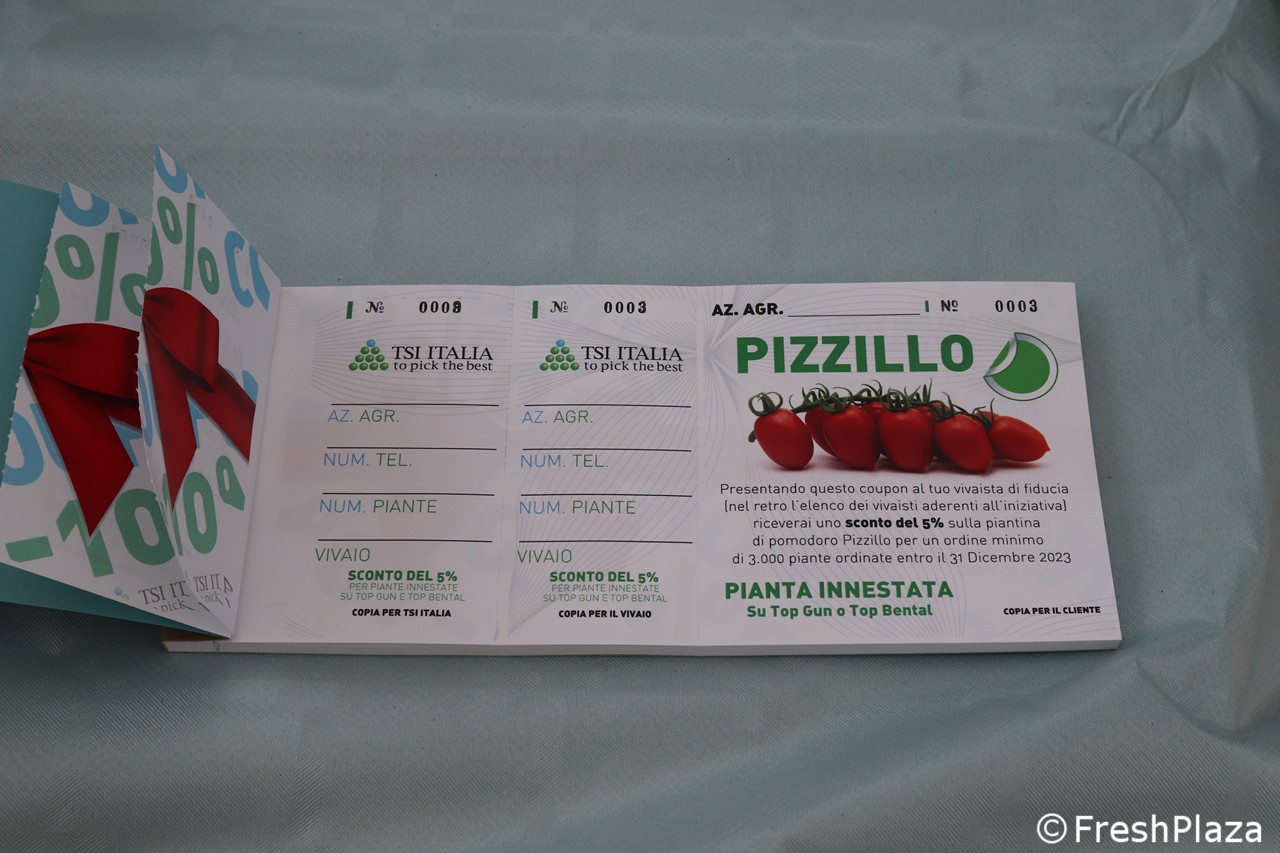 № 0003
TSI ITALIA
to pick the best
AZ. AGR.
NUM. TEL.
NUM. PIANTE
VIVAIO
SCONTO DEL 5%
PER PIANTE INNESTATE
SU TOP GUN E TOP BENTAL
COPIA PER TSI ITALIA
№ 0003
TSI ITALIA
to pick the best
AZ. AGR.
NUM. TEL.
NUM. PIANTE
VIVAIO
SCONTO DEL 5%
PER PIANTE INNESTATE
SU TOP GUN E TOP BENTAL
COPIA PER IL VIVAIO
AZ. AGR. № 0003
PIZZILLO
Presentando questo coupon al tuo vivaista di fiducia
(nel retro l'elenco dei vivaisti aderenti all'iniziativa)
riceverai uno sconto del 5% sulla piantina
di pomodoro Pizzillo per un ordine minimo
di 3.000 piante ordinate entro il 31 Dicembre 2023
PIANTA INNESTATA
Su Top Gun o Top Bental
COPIA PER IL CLIENTE
©FreshPlaza